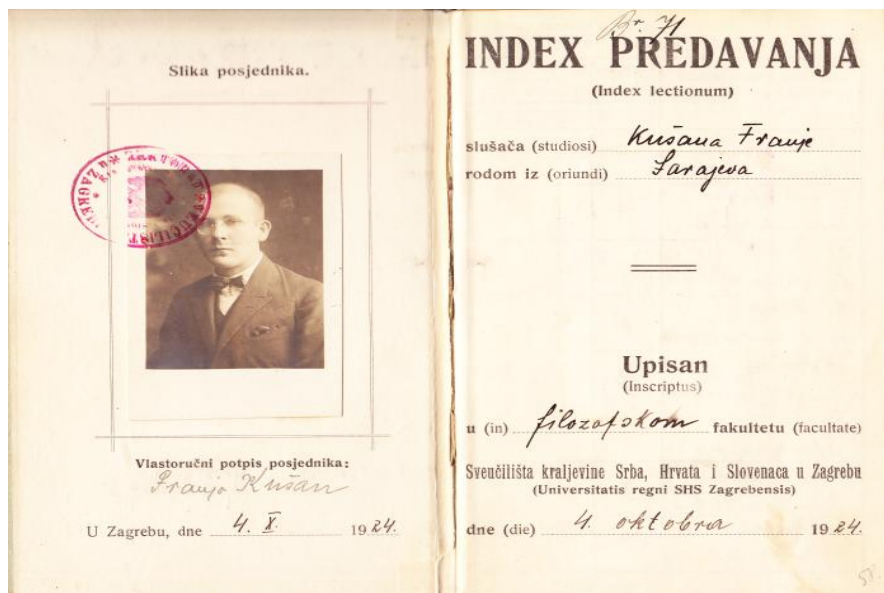 Slika posjednika.
Vlastoručni potpis posjednika:
Franjo Kušan
U Zagrebu, dne 4. X. 1924.
Br. 71
INDEX PREDAVANJA
(Index lectionum)
slušača (studiosi) Kušana Franje
rodom iz (oriundi) Sarajeva
Upisan
(Inscriptus)
u (in) filozofskom fakultetu (facultate)
Sveučilišta kraljevine Srba, Hrvata i Slovenaca u Zagrebu
(Universitatis regni SHS Zagrebensis)
dne (die) 4. oktobra 1924.
58.